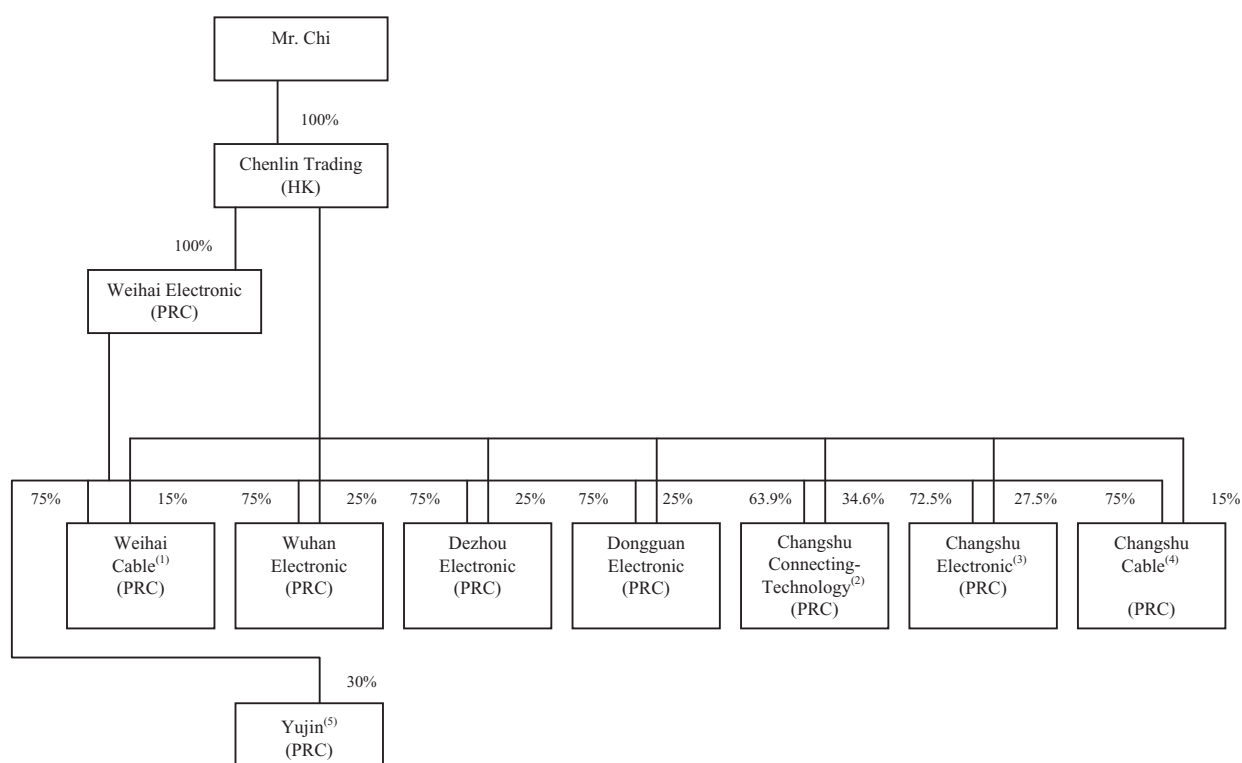 Mr. Chi
100%
Chenlin Trading
(HK)
100%
Weihai Electronic
(PRC)
75%
15%
75%
25%
75%
25%
75%
25%
63.9%
34.6%
72.5%
27.5%
75%
15%
Weihai
Cable(1)
(PRC)
Wuhan
Electronic
(PRC)
Dezhou
Electronic
(PRC)
Dongguan
Electronic
(PRC)
Changshu
Connecting-
Technology(2)
(PRC)
Changshu
Electronic(3)
(PRC)
Changshu
Cable(4)
(PRC)
30%
Yujin(5)
(PRC)